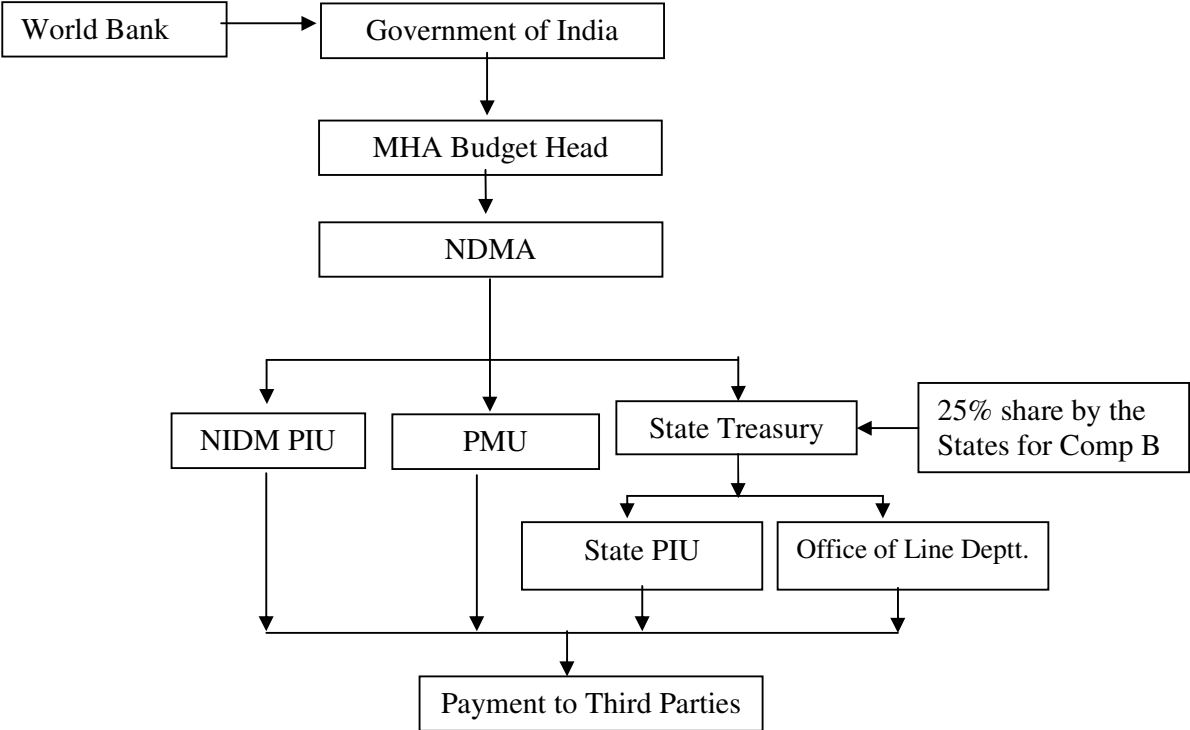 World Bank
Government of India
MHA Budget Head
NDMA
NIDM PIU
PMU
State Treasury
25% share by the
States for Comp B
State PIU
Office of Line Deptt.
Payment to Third Parties